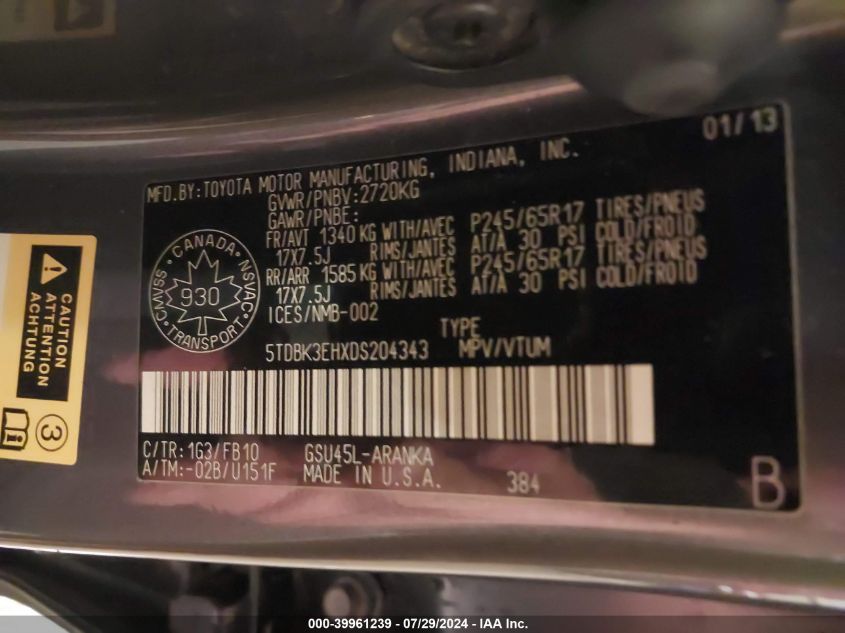 01/13
MFD.BY:TOYOTA MOTOR MANUFACTURING, INDIANA, INC.
GVWR/PNBV:2720KG
GAWR/PNBE:
FR/AVT 1340 KG WITH/AVEC P245/65R17 TIRES/PNEUS
17X7.5J RIMS/JANTES AT/A 30 PSI COLD/FROID
RR/ARR 1585 KG WITH/AVEC P245/65R17 TIRES/PNEUS
17X7.5J RIMS/JANTES AT/A 30 PSI COLD/FROID
ICES/NMB-002
CANADA
CMVSS NSVAC
930
TRANSPORT
TYPE
5TDBK3EHXDS204343 MPV/VTUM
C/TR: 1G3/FB10 GSU45L-ARANKA
A/TM:-02B/U151F MADE IN U.S.A. 384
B
CAUTION
ATTENTION
ACHTUNG
3
000-39961239 / 07/29/2024 - IAA Inc.